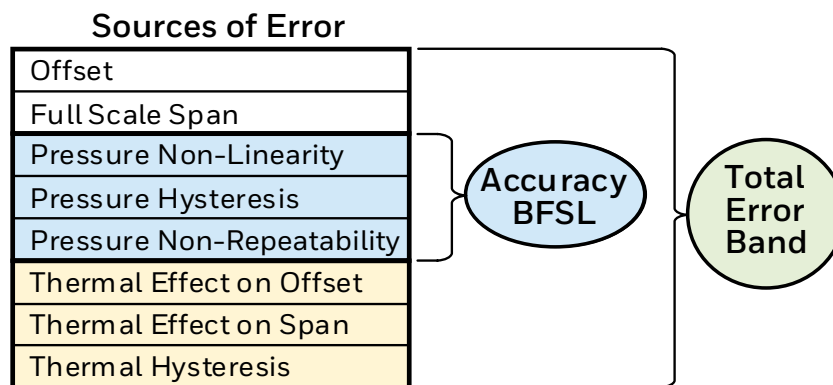 Sources of Error
Offset
Full Scale Span
Pressure Non-Linearity
Pressure Hysteresis
Pressure Non-Repeatability
Thermal Effect on Offset
Thermal Effect on Span
Thermal Hysteresis
Accuracy
BFSL
Total
Error
Band